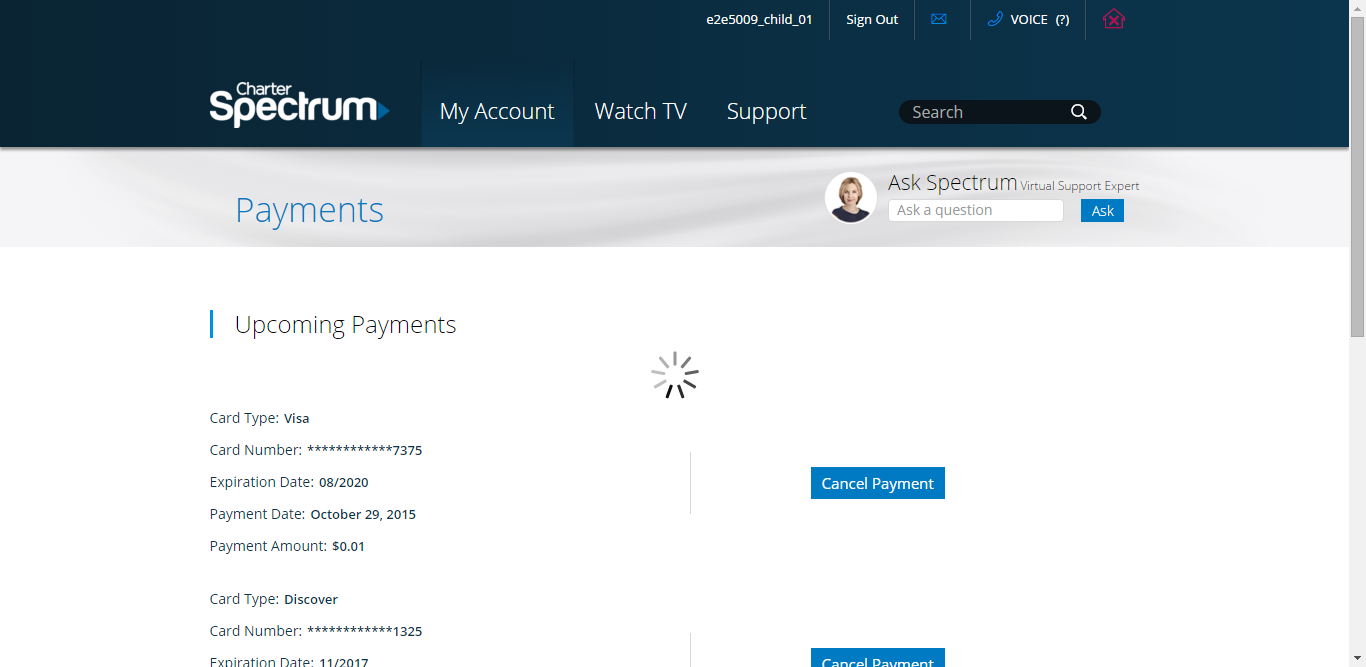 e2e5009_child_01 Sign Out VOICE (?)
Charter
Spectrum
My Account Watch TV Support Search
Payments
Ask Spectrum Virtual Support Expert
Ask a question Ask
Upcoming Payments
Card Type: Visa
Card Number: ************7375
Expiration Date: 08/2020
Cancel Payment
Payment Date: October 29, 2015
Payment Amount: $0.01
Card Type: Discover
Card Number: ************1325
Expiration Date: 11/2017
Cancel Payment